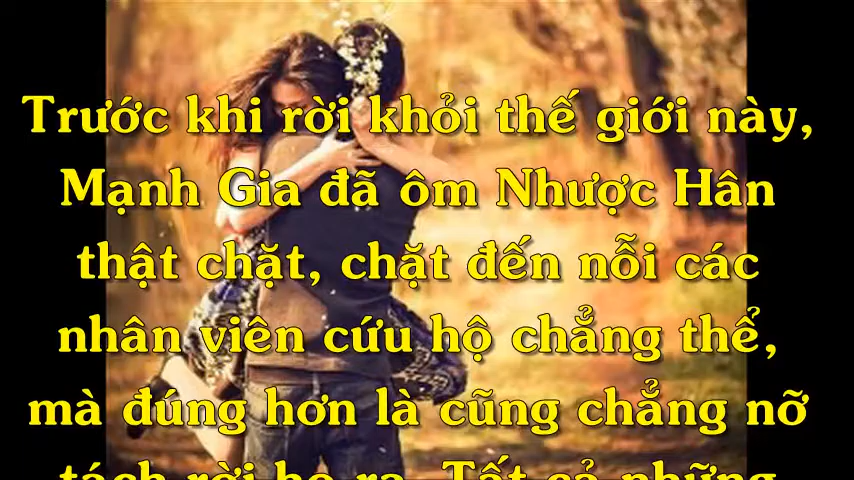 Trước khi rời khỏi thế giới này,
Mạnh Gia đã ôm Nhược Hân
thật chặt, chặt đến nỗi các
nhân viên cứu hộ chẳng thể,
mà đúng hơn là cũng chẳng nỡ
tách rời họ ra. Tất cả những